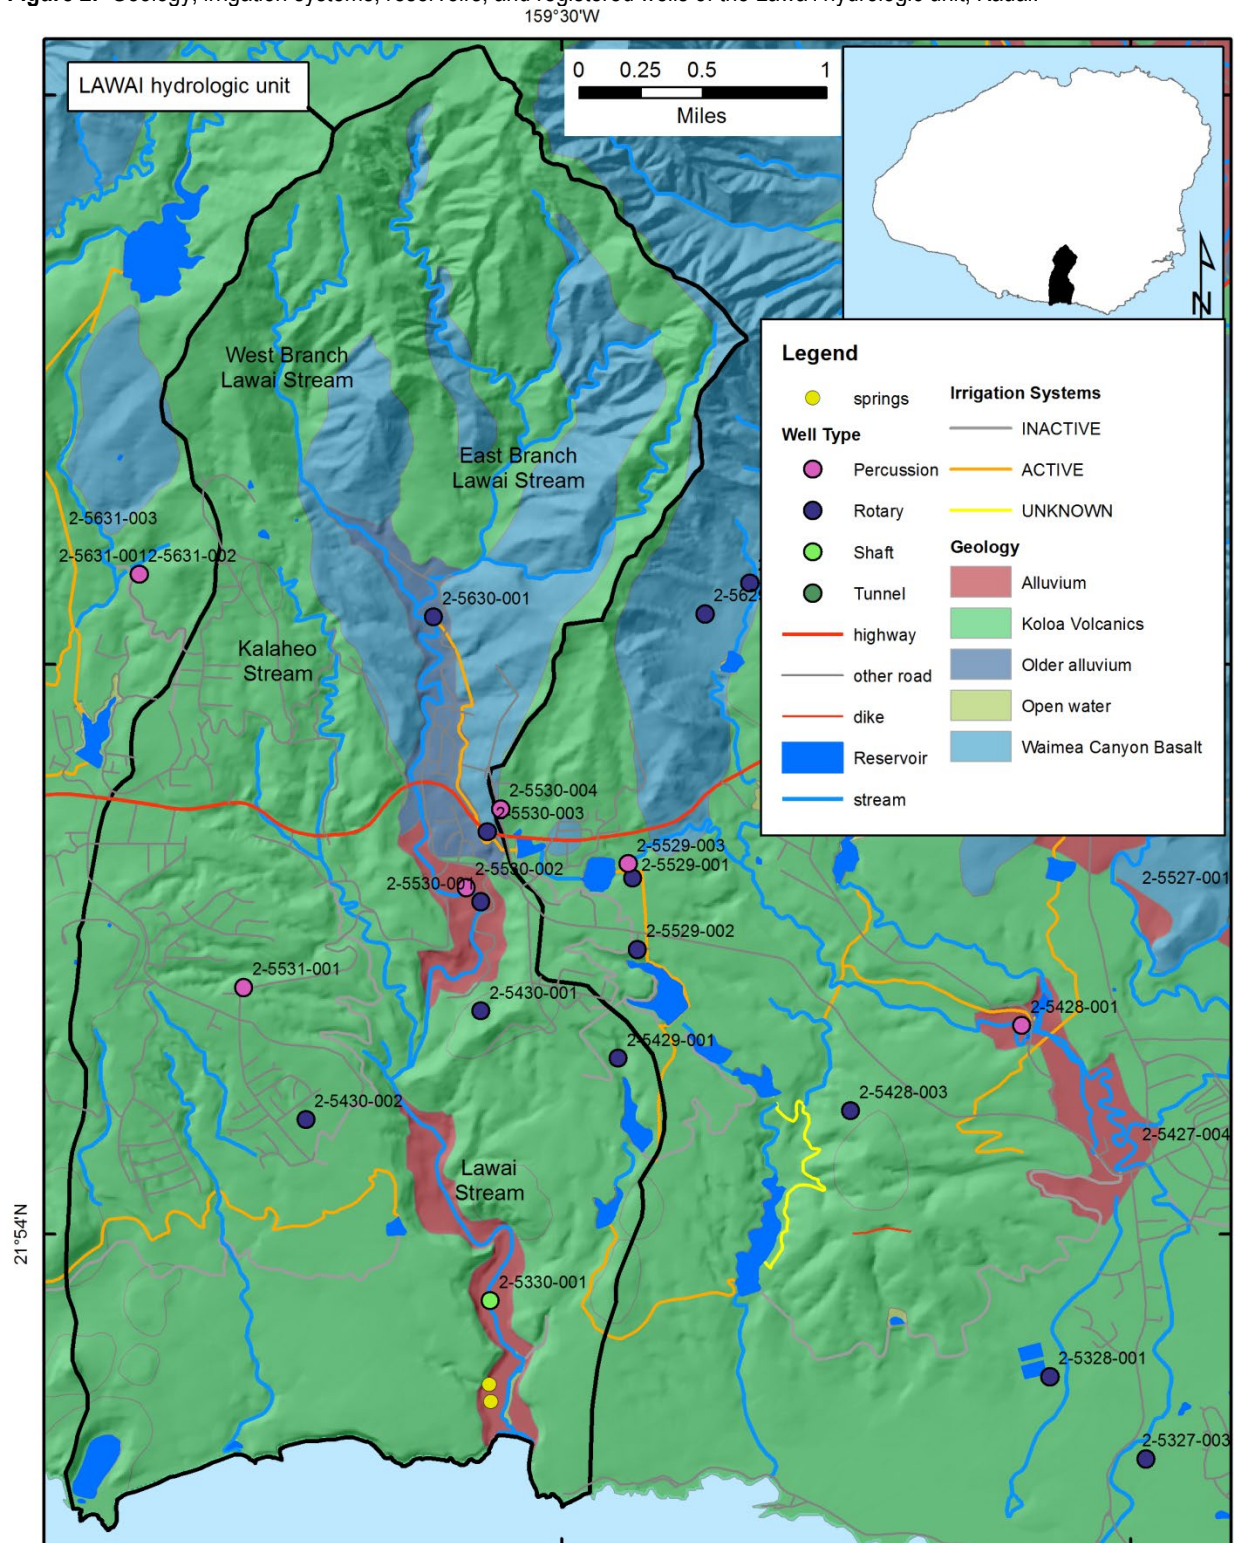 159°30'W
LAWAI hydrologic unit
0 0.25 0.5 1
Miles
N
West Branch
Lawai Stream
East Branch
Lawai Stream
Legend
springs
Well Type
Percussion
Rotary
Shaft
Tunnel
highway
other road
dike
Reservoir
stream
Irrigation Systems
INACTIVE
ACTIVE
UNKNOWN
Geology
Alluvium
Koloa Volcanics
Older alluvium
Open water
Waimea Canyon Basalt
2-5631-003
2-5631-0012-5631-002
2-5630-001
Kalaheo
Stream
2-5530-004
2-5530-003
2-5529-003
2-5529-001
2-5530-002
2-5530-001
2-5527-001
2-5529-002
2-5531-001
2-5430-001
2-5428-001
2-5429-001
2-5430-002
2-5428-003
2-5427-004
Lawai
Stream
21°54'N
2-5330-001
2-5328-001
2-5327-003